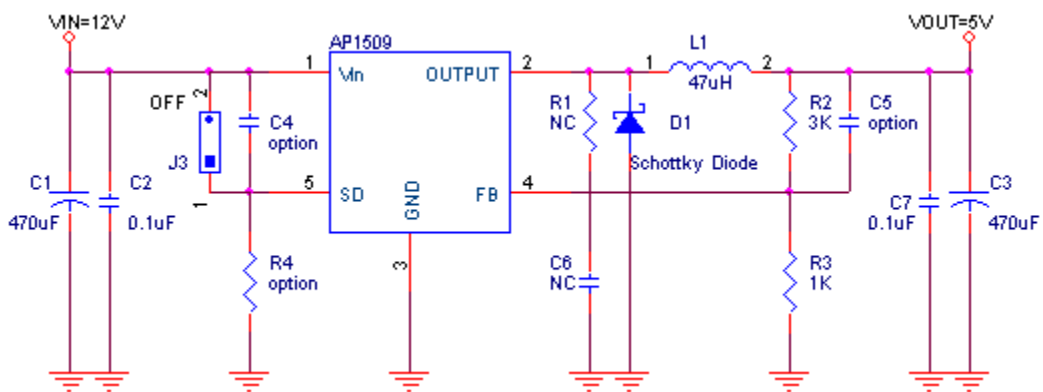 VIN=12V
VOUT=5V
AP1509
L1
1 Vin OUTPUT 2
1 2
47uH
OFF
2
R1
NC
R2
3K
C5
option
C4
option
D1
J3
Schottky Diode
C1
470uF
C2
0.1uF
1
5 SD FB 4
GND
C3
470uF
C7
0.1uF
R4
option
3
C6
NC
R3
1K